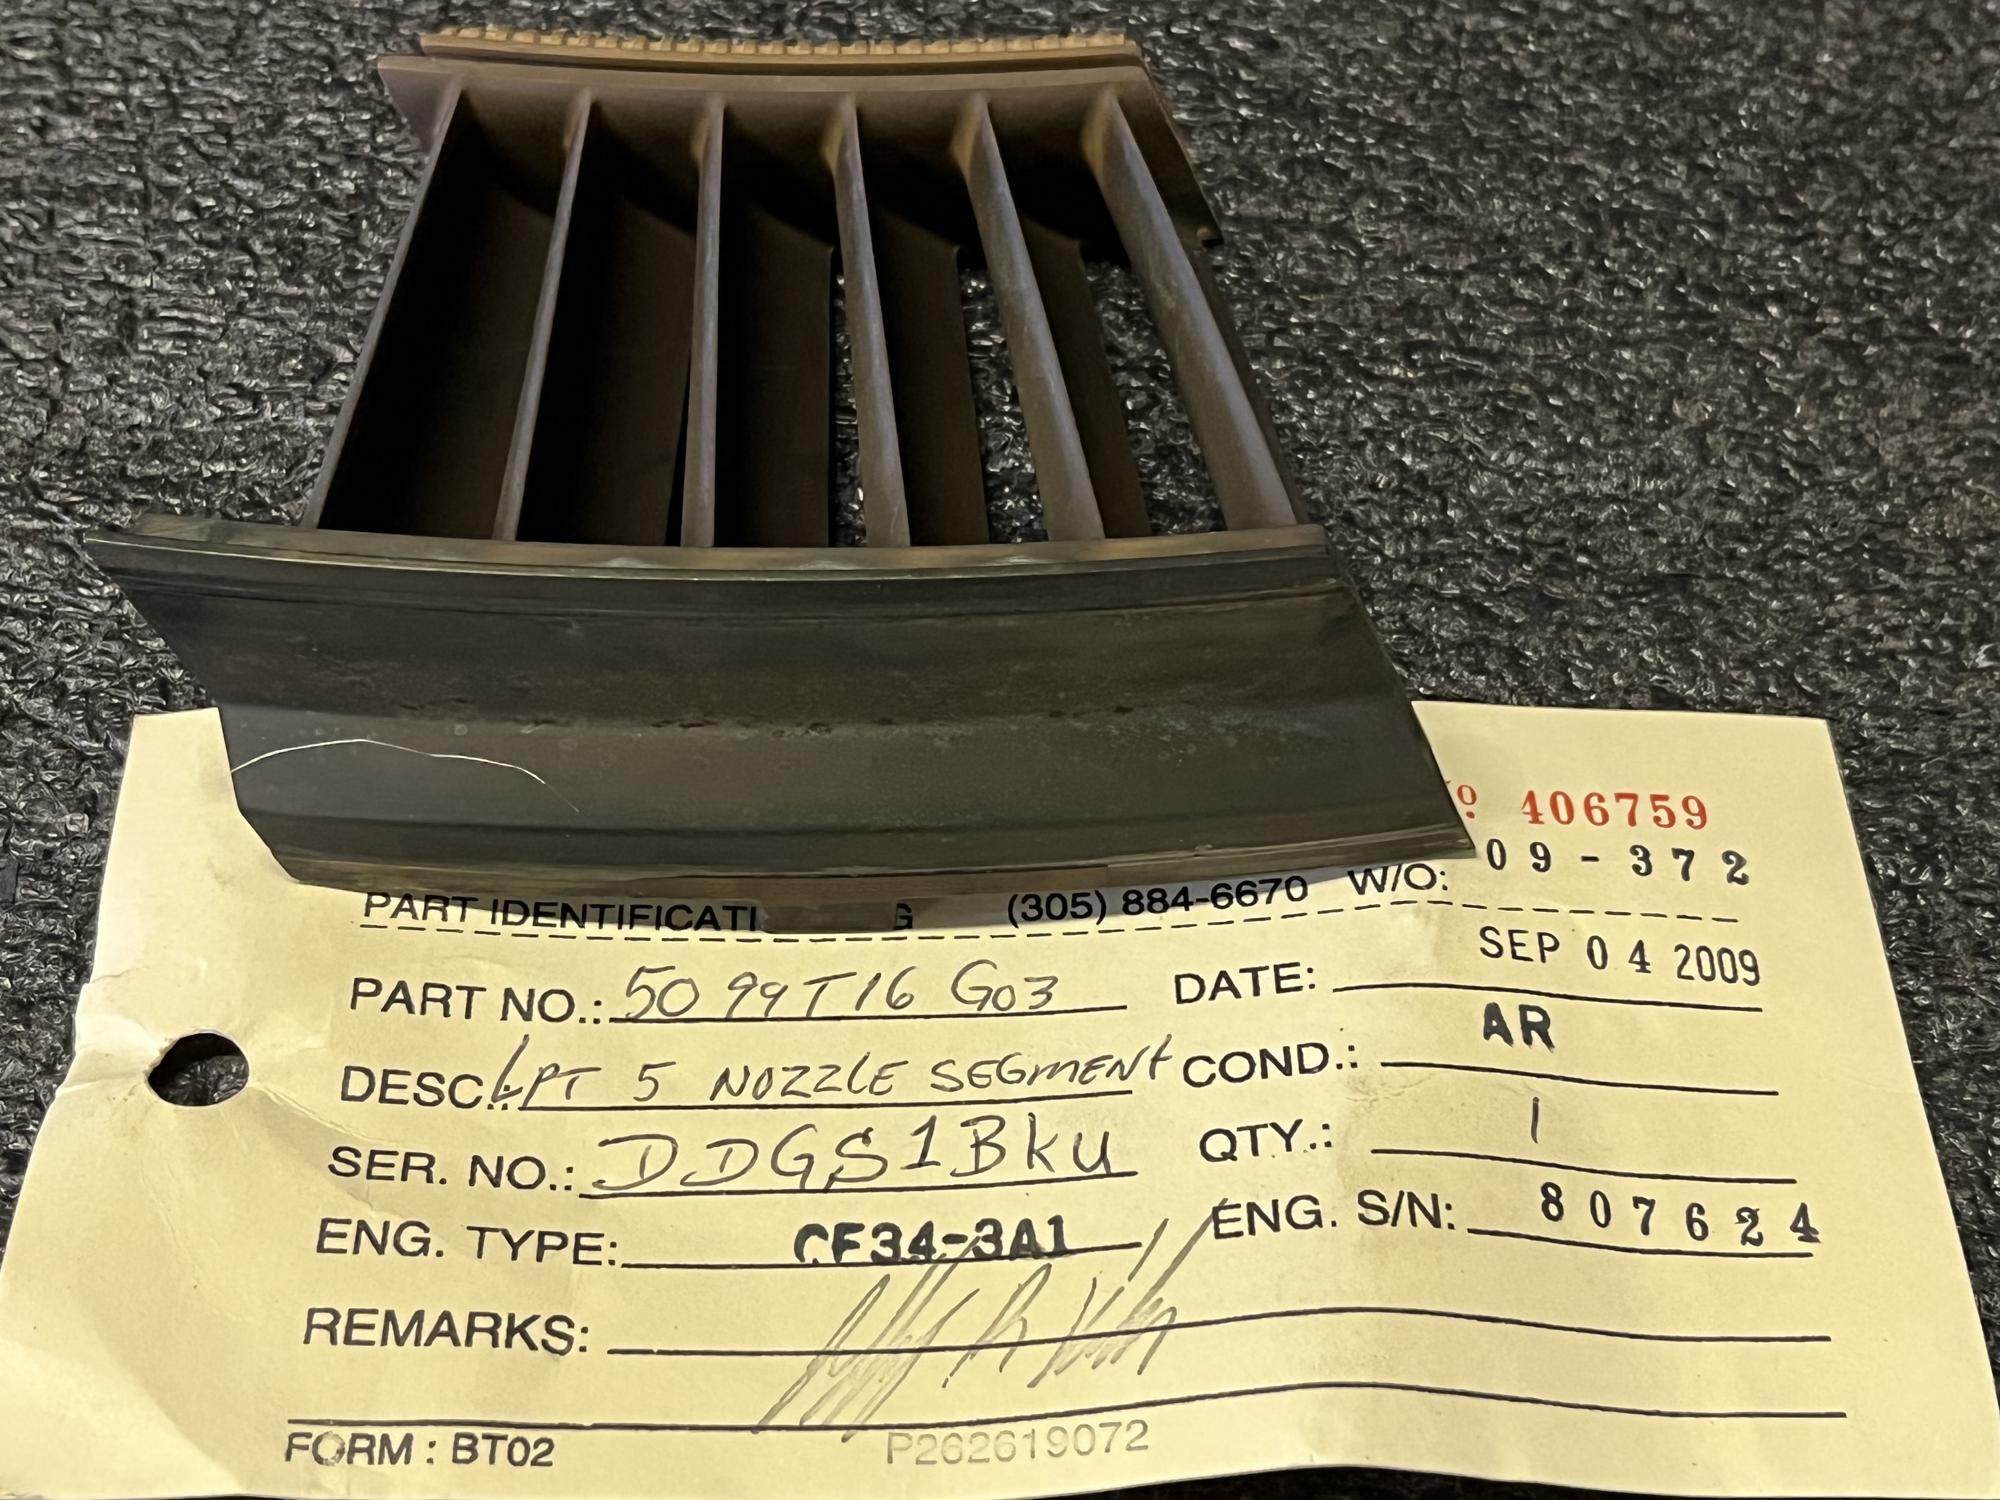 № 406759
PART IDENTIFICATI G (305) 884-6670 W/O: 09-372
PART NO.: 5099T16 G03 DATE: SEP 04 2009
DESC.: LPT 5 NOZZLE SEGMENT COND.: AR
SER. NO.: DDGS1BKU QTY.: 1
ENG. TYPE: CF34-3A1 ENG. S/N: 807624
REMARKS:
FORM : BT02 P262619072